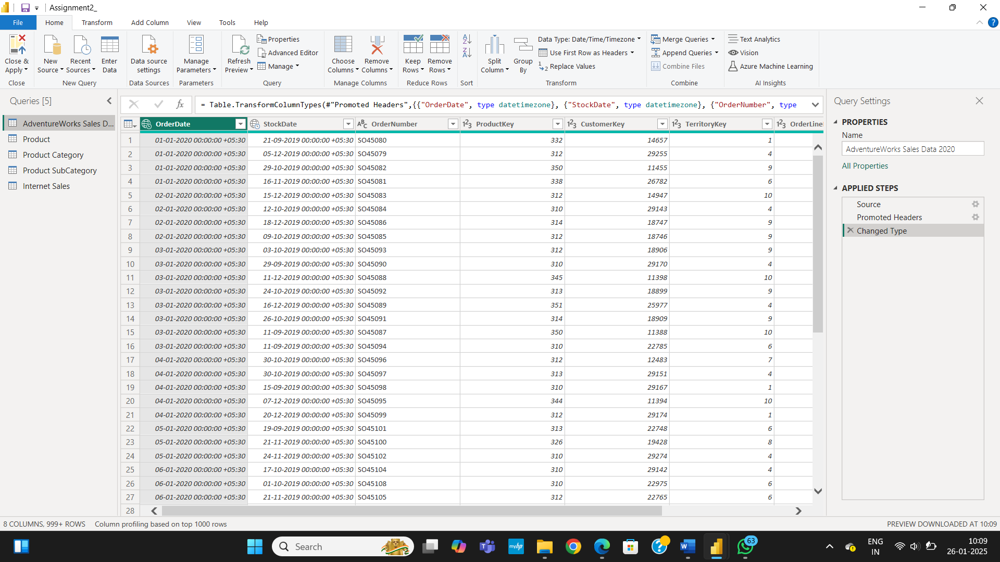 Assignment2_
File Home Transform Add Column View Tools Help
Close & Apply
New Source
Recent Sources
Enter Data
Data source settings
Manage Parameters
Refresh Preview
Properties
Advanced Editor
Manage
Choose Columns
Remove Columns
Keep Rows
Remove Rows
Split Column
Group By
Data Type: Date/Time/Timezone
Use First Row as Headers
Replace Values
Merge Queries
Append Queries
Combine Files
Text Analytics
Vision
Azure Machine Learning
Close New Query Data Sources Parameters Query Manage Columns Reduce Rows Sort Transform Combine AI Insights
Queries [5]
AdventureWorks Sales D...
Product
Product Category
Product SubCategory
Internet Sales
fx = Table.TransformColumnTypes(#"Promoted Headers",{{"OrderDate", type datetimezone}, {"StockDate", type datetimezone}, {"OrderNumber", type
OrderDate StockDate ABC OrderNumber 123 ProductKey 123 CustomerKey 123 TerritoryKey 123 OrderLine
1 01-01-2020 00:00:00 +05:30 21-09-2019 00:00:00 +05:30 SO45080 332 14657 1
2 01-01-2020 00:00:00 +05:30 05-12-2019 00:00:00 +05:30 SO45079 312 29255 4
3 01-01-2020 00:00:00 +05:30 29-10-2019 00:00:00 +05:30 SO45082 350 11455 9
4 01-01-2020 00:00:00 +05:30 16-11-2019 00:00:00 +05:30 SO45081 338 26782 6
5 02-01-2020 00:00:00 +05:30 15-12-2019 00:00:00 +05:30 SO45083 312 14947 10
6 02-01-2020 00:00:00 +05:30 12-10-2019 00:00:00 +05:30 SO45084 310 29143 4
7 02-01-2020 00:00:00 +05:30 18-12-2019 00:00:00 +05:30 SO45086 314 18747 9
8 02-01-2020 00:00:00 +05:30 09-10-2019 00:00:00 +05:30 SO45085 312 18746 9
9 03-01-2020 00:00:00 +05:30 03-10-2019 00:00:00 +05:30 SO45093 312 18906 9
10 03-01-2020 00:00:00 +05:30 29-09-2019 00:00:00 +05:30 SO45090 310 29170 4
11 03-01-2020 00:00:00 +05:30 11-12-2019 00:00:00 +05:30 SO45088 345 11398 10
12 03-01-2020 00:00:00 +05:30 24-10-2019 00:00:00 +05:30 SO45092 313 18899 9
13 03-01-2020 00:00:00 +05:30 16-12-2019 00:00:00 +05:30 SO45089 351 25977 4
14 03-01-2020 00:00:00 +05:30 26-10-2019 00:00:00 +05:30 SO45091 314 18909 9
15 03-01-2020 00:00:00 +05:30 11-09-2019 00:00:00 +05:30 SO45087 350 11388 10
16 03-01-2020 00:00:00 +05:30 11-09-2019 00:00:00 +05:30 SO45094 310 22785 6
17 04-01-2020 00:00:00 +05:30 30-10-2019 00:00:00 +05:30 SO45096 312 12483 7
18 04-01-2020 00:00:00 +05:30 30-10-2019 00:00:00 +05:30 SO45097 313 29151 4
19 04-01-2020 00:00:00 +05:30 15-09-2019 00:00:00 +05:30 SO45098 310 29167 1
20 04-01-2020 00:00:00 +05:30 07-12-2019 00:00:00 +05:30 SO45095 344 11394 10
21 04-01-2020 00:00:00 +05:30 20-12-2019 00:00:00 +05:30 SO45099 312 29174 1
22 05-01-2020 00:00:00 +05:30 19-09-2019 00:00:00 +05:30 SO45101 313 22748 6
23 05-01-2020 00:00:00 +05:30 21-11-2019 00:00:00 +05:30 SO45100 326 19428 8
24 05-01-2020 00:00:00 +05:30 24-11-2019 00:00:00 +05:30 SO45102 310 29274 4
25 06-01-2020 00:00:00 +05:30 17-10-2019 00:00:00 +05:30 SO45104 310 29142 4
26 06-01-2020 00:00:00 +05:30 01-10-2019 00:00:00 +05:30 SO45108 310 22975 6
27 06-01-2020 00:00:00 +05:30 21-11-2019 00:00:00 +05:30 SO45105 312 22765 6
28
Query Settings
PROPERTIES
Name
AdventureWorks Sales Data 2020
All Properties
APPLIED STEPS
Source
Promoted Headers
Changed Type
8 COLUMNS, 999+ ROWS Column profiling based on top 1000 rows PREVIEW DOWNLOADED AT 10:09
Search myhp 63
ENG
IN
10:09
26-01-2025